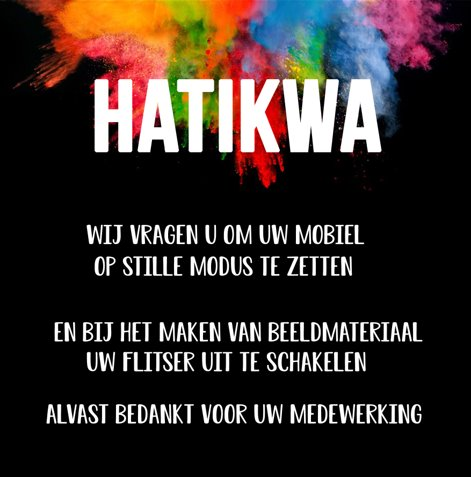 HATIKWA
WIJ VRAGEN U OM UW MOBIEL
OP STILLE MODUS TE ZETTEN
EN BIJ HET MAKEN VAN BEELDMATERIAAL
UW FLITSER UIT TE SCHAKELEN
ALVAST BEDANKT VOOR UW MEDEWERKING